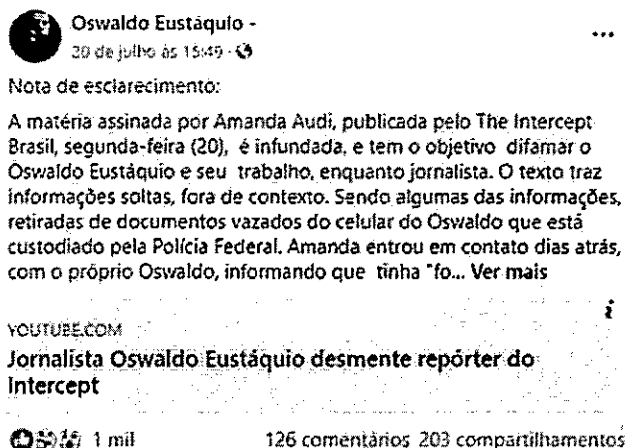 Oswaldo Eustáquio -
20 de julho às 15:49 ·
Nota de esclarecimento:
A matéria assinada por Amanda Audi, publicada pelo The Intercept
Brasil, segunda-feira (20), é infundada, e tem o objetivo difamar o
Oswaldo Eustáquio e seu trabalho, enquanto jornalista. O texto traz
informações soltas, fora de contexto. Sendo algumas das informações,
retiradas de documentos vazados do celular do Oswaldo que está
custodiado pela Polícia Federal. Amanda entrou em contato dias atrás,
com o próprio Oswaldo, informando que tinha "fo... Ver mais
YOUTUBE.COM
Jornalista Oswaldo Eustáquio desmente repórter do
Intercept
1 mil 126 comentários 203 compartilhamentos